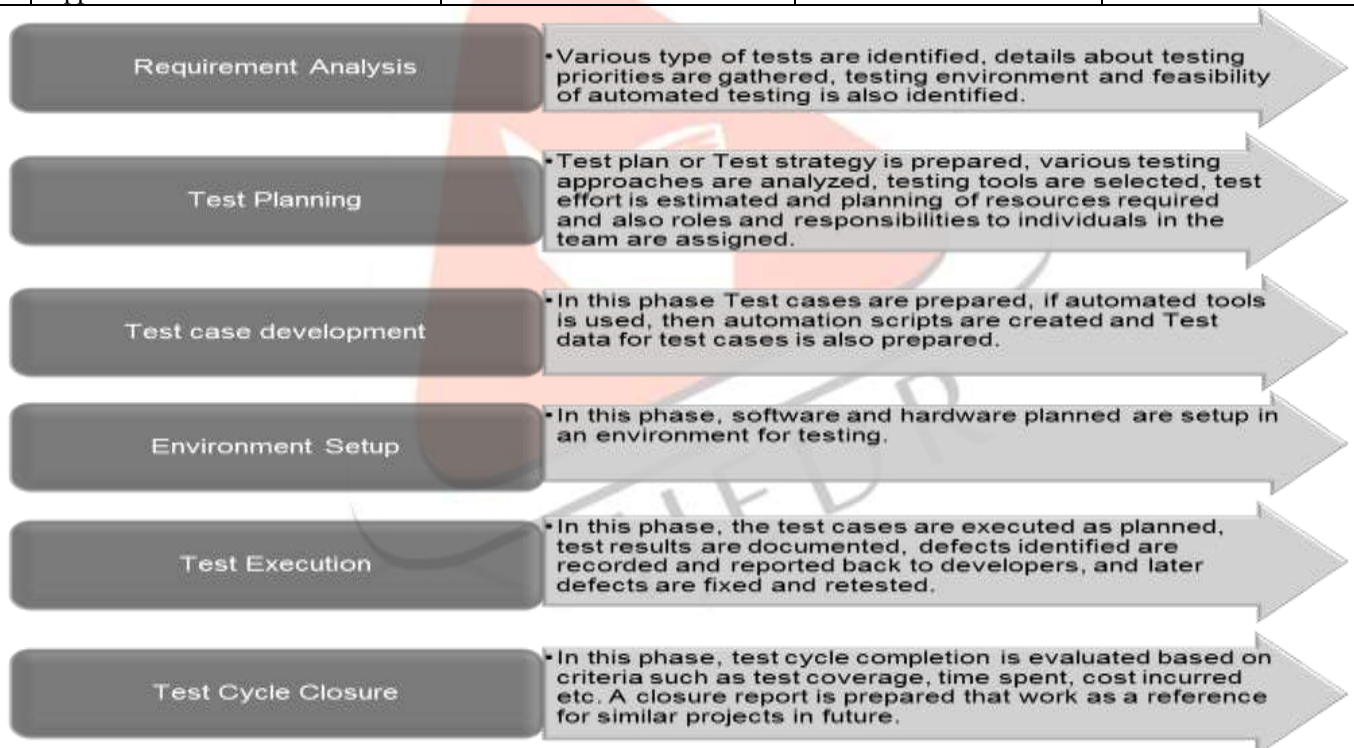 Requirement Analysis
•Various type of tests are identified, details about testing
priorities are gathered, testing environment and feasibility
of automated testing is also identified.
Test Planning
•Test plan or Test strategy is prepared, various testing
approaches are analyzed, testing tools are selected, test
effort is estimated and planning of resources required
and also roles and responsibilities to individuals in the
team are assigned.
Test case development
•In this phase Test cases are prepared, if automated tools
is used, then automation scripts are created and Test
data for test cases is also prepared.
Environment Setup
•In this phase, software and hardware planned are setup in
an environment for testing.
Test Execution
•In this phase, the test cases are executed as planned,
test results are documented, defects identified are
recorded and reported back to developers, and later
defects are fixed and retested.
Test Cycle Closure
•In this phase, test cycle completion is evaluated based on
criteria such as test coverage, time spent, cost incurred
etc. A closure report is prepared that work as a reference
for similar projects in future.